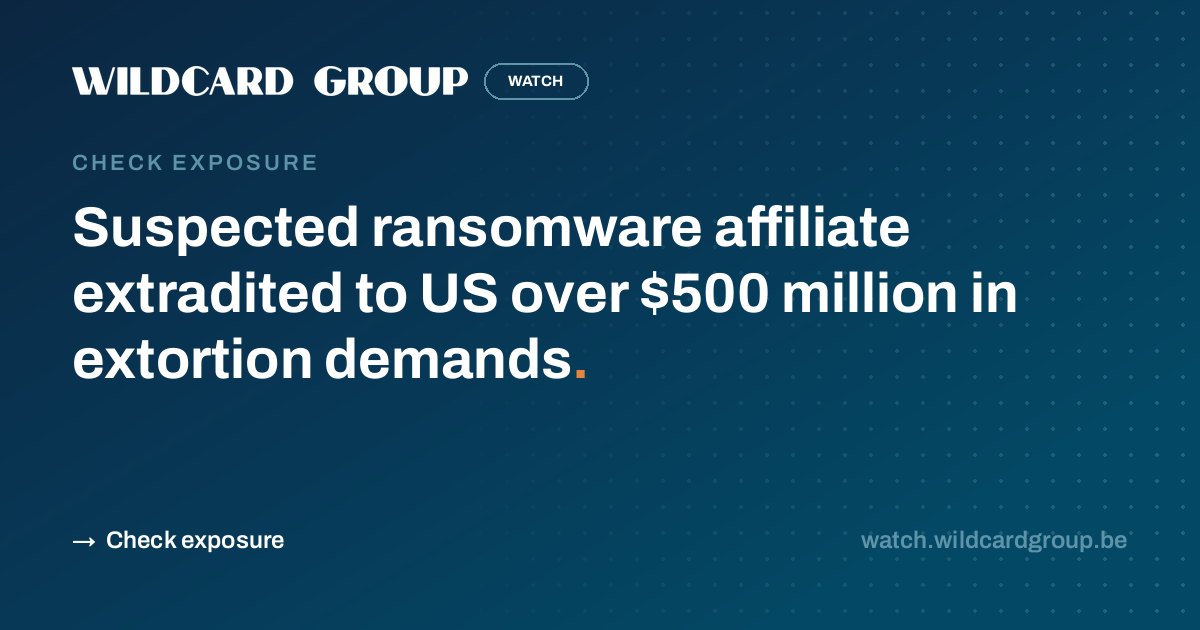 WILDCARD GROUP WATCH
CHECK EXPOSURE
Suspected ransomware affiliate
extradited to US over $500 million in
extortion demands.
→ Check exposure
watch.wildcardgroup.be